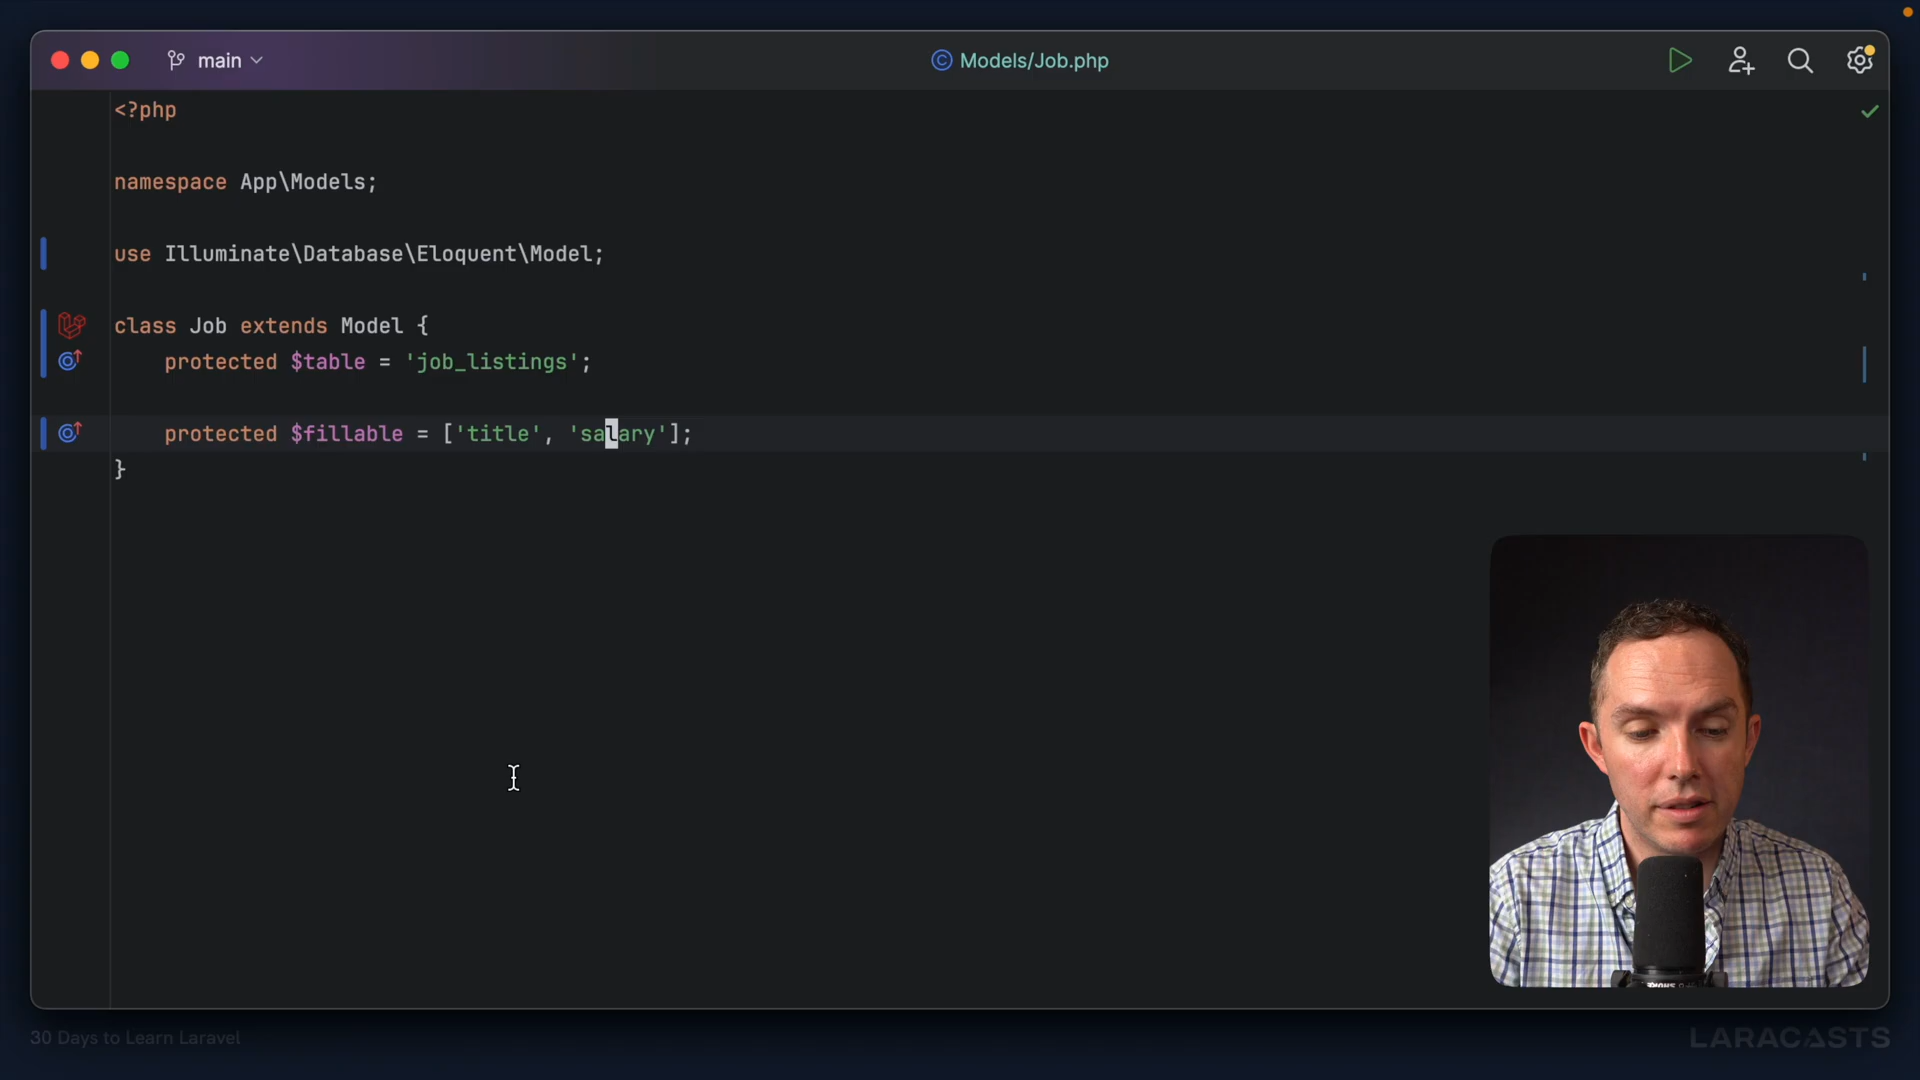 main
Models/Job.php
<?php
namespace App\Models;
use Illuminate\Database\Eloquent\Model;
class Job extends Model {
    protected $table = 'job_listings';
    protected $fillable = ['title', 'salary'];
}
30 Days to Learn Laravel
LARACASTS